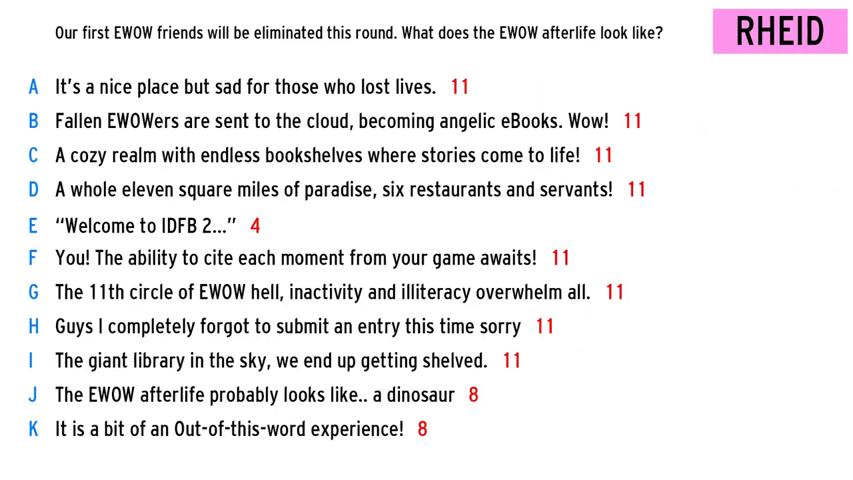 Our first EWOW friends will be eliminated this round. What does the EWOW afterlife look like?
RHEID
A It's a nice place but sad for those who lost lives. 11
B Fallen EWOWers are sent to the cloud, becoming angelic eBooks. Wow! 11
C A cozy realm with endless bookshelves where stories come to life! 11
D A whole eleven square miles of paradise, six restaurants and servants! 11
E “Welcome to IDFB 2...” 4
F You! The ability to cite each moment from your game awaits! 11
G The 11th circle of EWOW hell, inactivity and illiteracy overwhelm all. 11
H Guys I completely forgot to submit an entry this time sorry 11
I The giant library in the sky, we end up getting shelved. 11
J The EWOW afterlife probably looks like.. a dinosaur 8
K It is a bit of an Out-of-this-word experience! 8